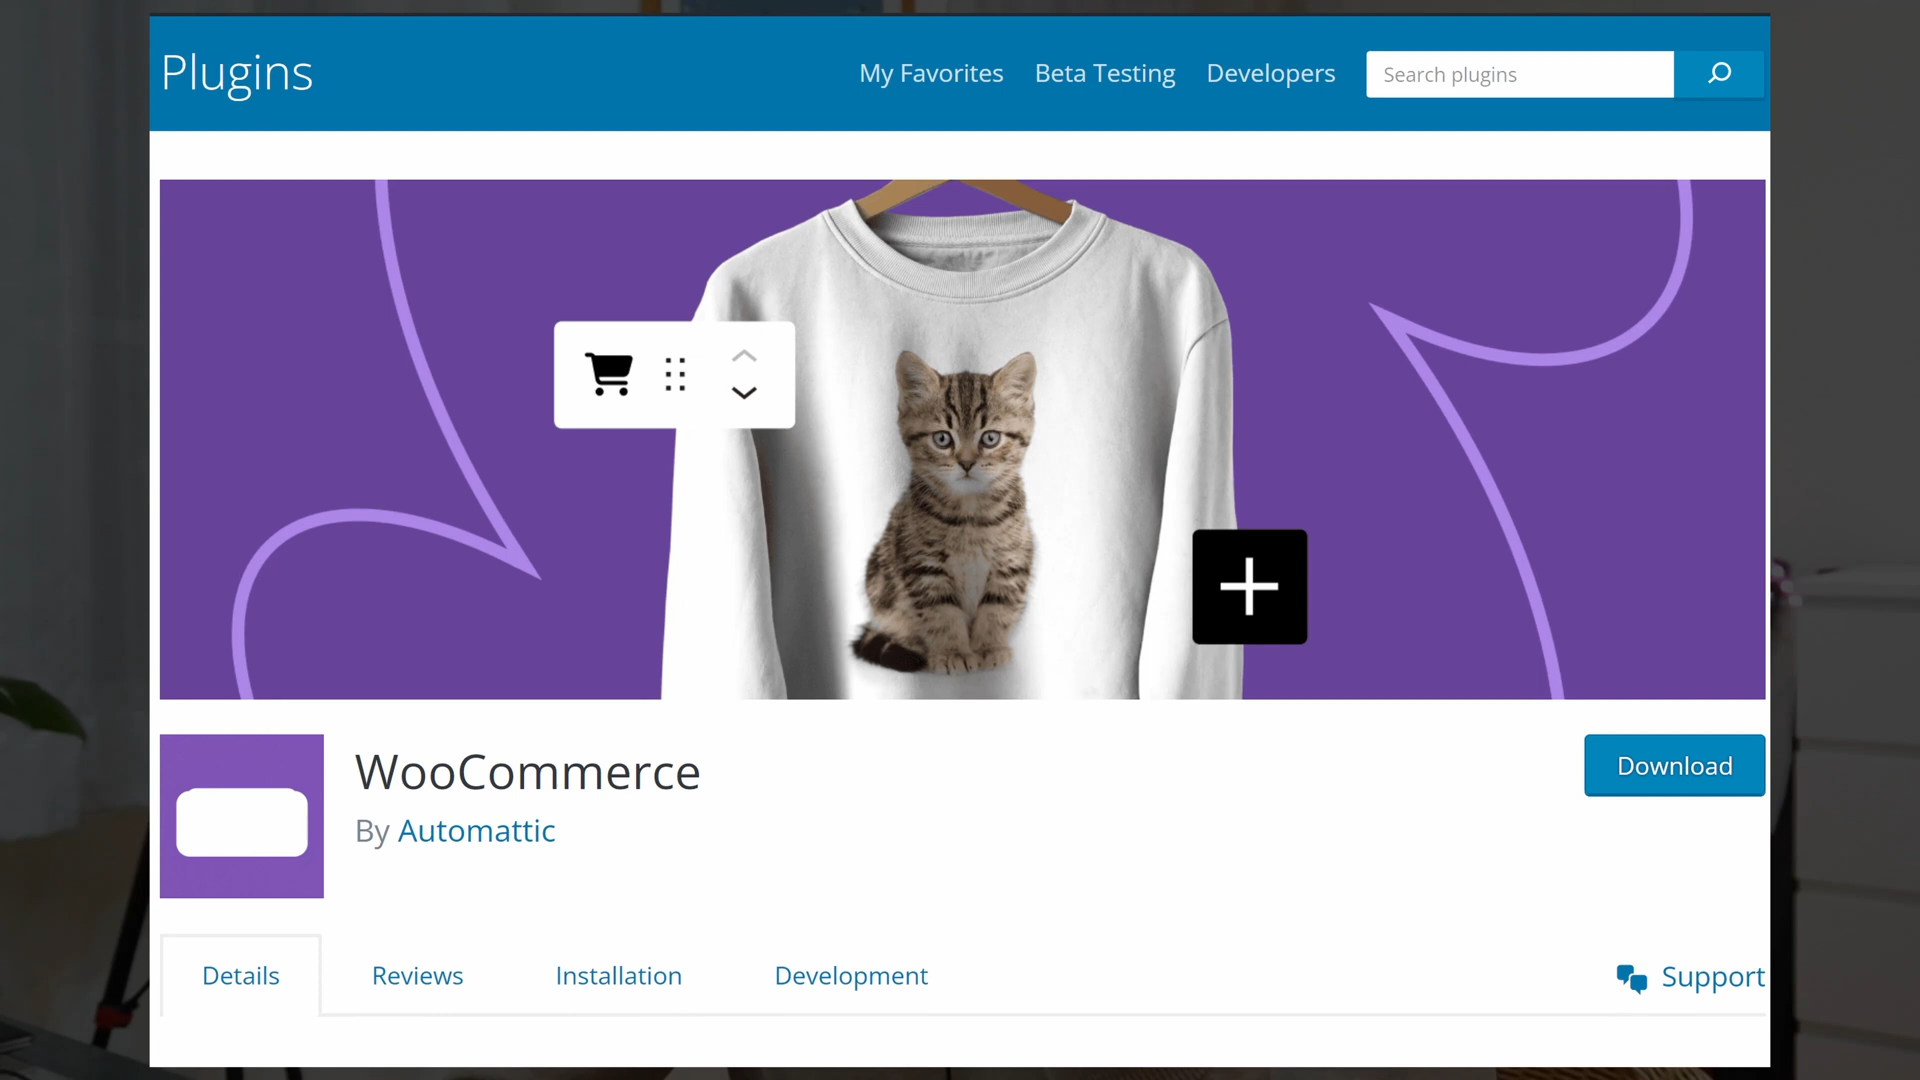 Plugins
My Favorites
Beta Testing
Developers
Search plugins
WooCommerce
Download
By Automattic
Details
Reviews
Installation
Development
Support